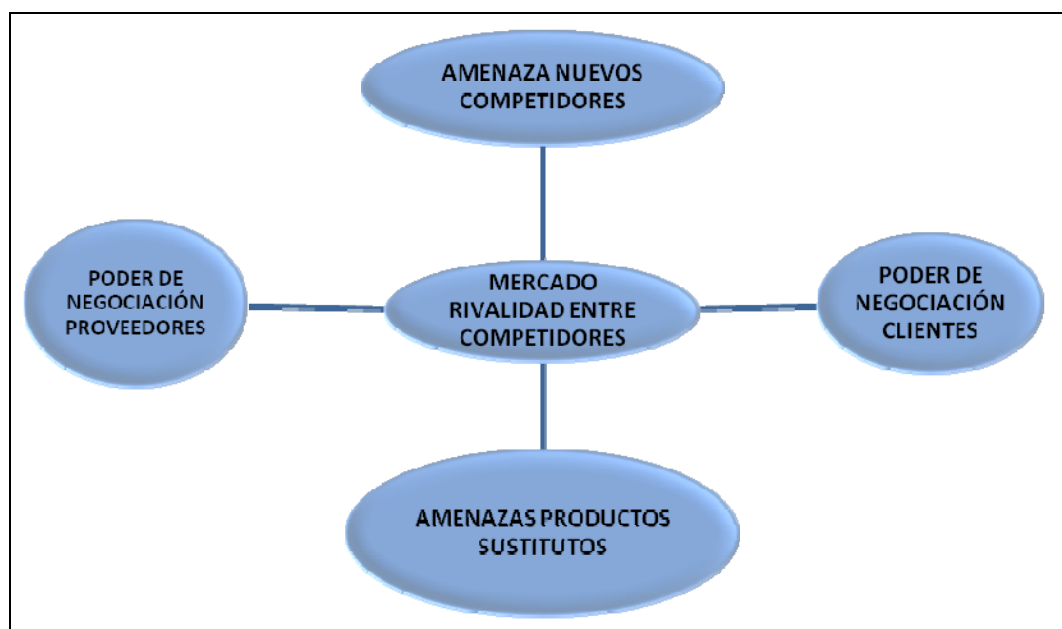 AMENAZA NUEVOS
COMPETIDORES
PODER DE
NEGOCIACIÓN
PROVEEDORES
MERCADO
RIVALIDAD ENTRE
COMPETIDORES
PODER DE
NEGOCIACIÓN
CLIENTES
AMENAZAS PRODUCTOS
SUSTITUTOS